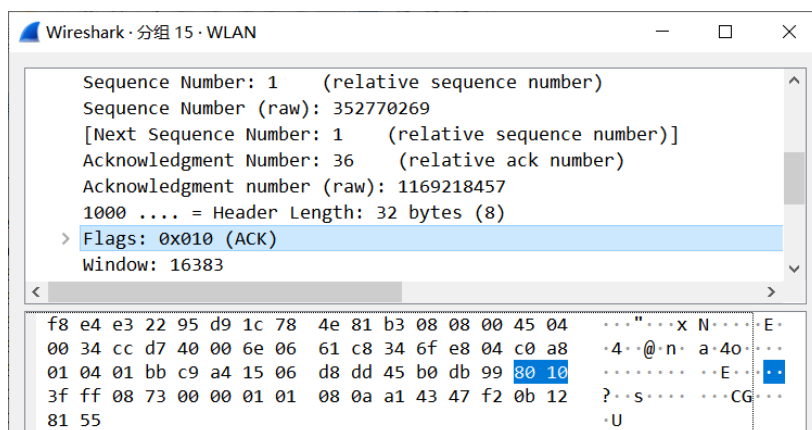 Wireshark · 分组 15 · WLAN
Sequence Number: 1    (relative sequence number)
Sequence Number (raw): 352770269
[Next Sequence Number: 1    (relative sequence number)]
Acknowledgment Number: 36    (relative ack number)
Acknowledgment number (raw): 1169218457
1000 .... = Header Length: 32 bytes (8)
Flags: 0x010 (ACK)
Window: 16383
f8 e4 e3 22 95 d9 1c 78  4e 81 b3 08 08 00 45 04   ···"···x N·····E·
00 34 cc d7 40 00 6e 06  61 c8 34 6f e8 04 c0 a8   ·4··@·n· a·4o····
01 04 01 bb c9 a4 15 06  d8 dd 45 b0 db 99 80 10   ········ ··E·····
3f ff 08 73 00 00 01 01  08 0a a1 43 47 f2 0b 12   ?··s···· ···CG···
81 55   ·U